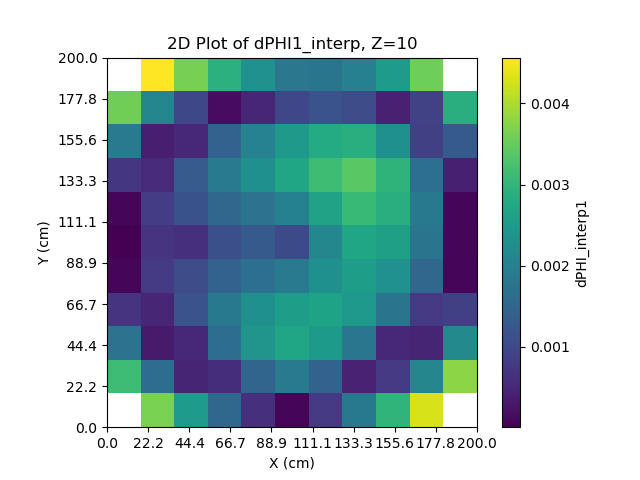 2D Plot of dPHI1_interp, Z=10
200.0
177.8
155.6
133.3
111.1
88.9
66.7
44.4
22.2
0.0
Y (cm)
0.0 22.2 44.4 66.7 88.9 111.1 133.3 155.6 177.8 200.0
X (cm)
0.004
0.003
0.002
0.001
dPHI_interp1